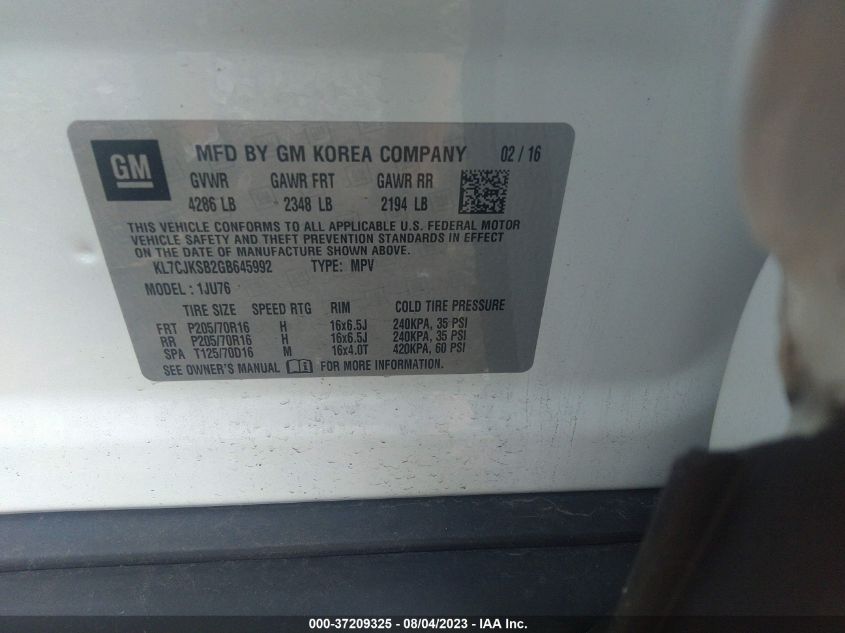 GM
MFD BY GM KOREA COMPANY 02 / 16
GVWR GAWR FRT GAWR RR
4286 LB 2348 LB 2194 LB
THIS VEHICLE CONFORMS TO ALL APPLICABLE U.S. FEDERAL MOTOR
VEHICLE SAFETY AND THEFT PREVENTION STANDARDS IN EFFECT
ON THE DATE OF MANUFACTURE SHOWN ABOVE.
KL7CJKSB2GB645992 TYPE: MPV
MODEL : 1JU76
TIRE SIZE SPEED RTG RIM COLD TIRE PRESSURE
FRT P205/70R16 H 16x6.5J 240KPA, 35 PSI
RR P205/70R16 H 16x6.5J 240KPA, 35 PSI
SPA T125/70D16 M 16x4.0T 420KPA, 60 PSI
SEE OWNER'S MANUAL FOR MORE INFORMATION.
000-37209325 - 08/04/2023 - IAA Inc.